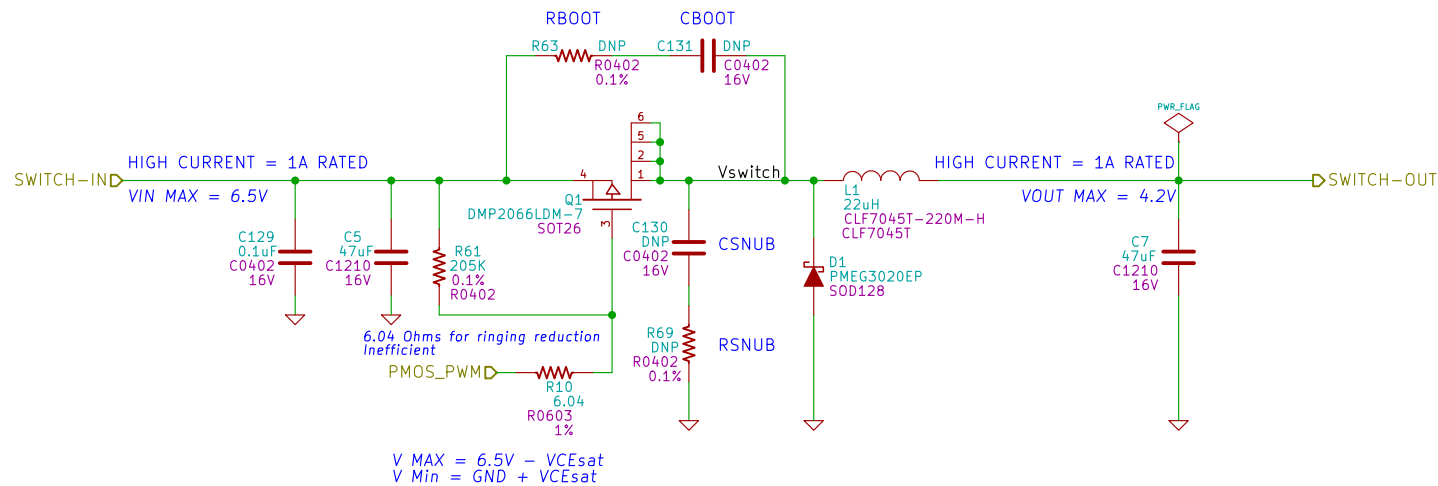 RBOOT
CBOOT
R63
DNP
R0402
0.1%
C131
DNP
C0402
16V
PWR_FLAG
6
5
2
1
4
3
HIGH CURRENT = 1A RATED
SWITCH-IN
VIN MAX = 6.5V
Vswitch
HIGH CURRENT = 1A RATED
SWITCH-OUT
VOUT MAX = 4.2V
Q1
DMP2066LDM-7
SOT26
L1
22uH
CLF7045T-220M-H
CLF7045T
C129
0.1uF
C0402
16V
C5
47uF
C1210
16V
R61
205K
0.1%
R0402
C130
DNP
C0402
16V
CSNUB
D1
PMEG3020EP
SOD128
C7
47uF
C1210
16V
6.04 Ohms for ringing reduction
Inefficient
R69
DNP
R0402
0.1%
RSNUB
PMOS_PWM
R10
6.04
R0603
1%
V MAX = 6.5V - VCEsat
V Min = GND + VCEsat